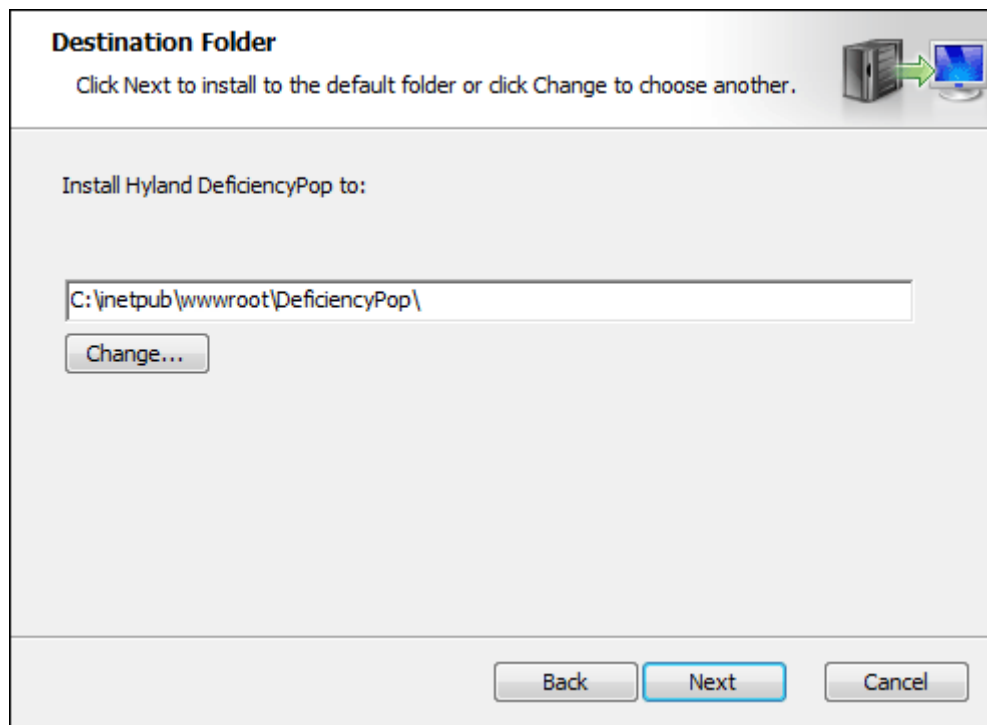 Destination Folder
Click Next to install to the default folder or click Change to choose another.
Install Hyland DeficiencyPop to:
C:\inetpub\wwwroot\DeficiencyPop\
Change...
Back Next Cancel